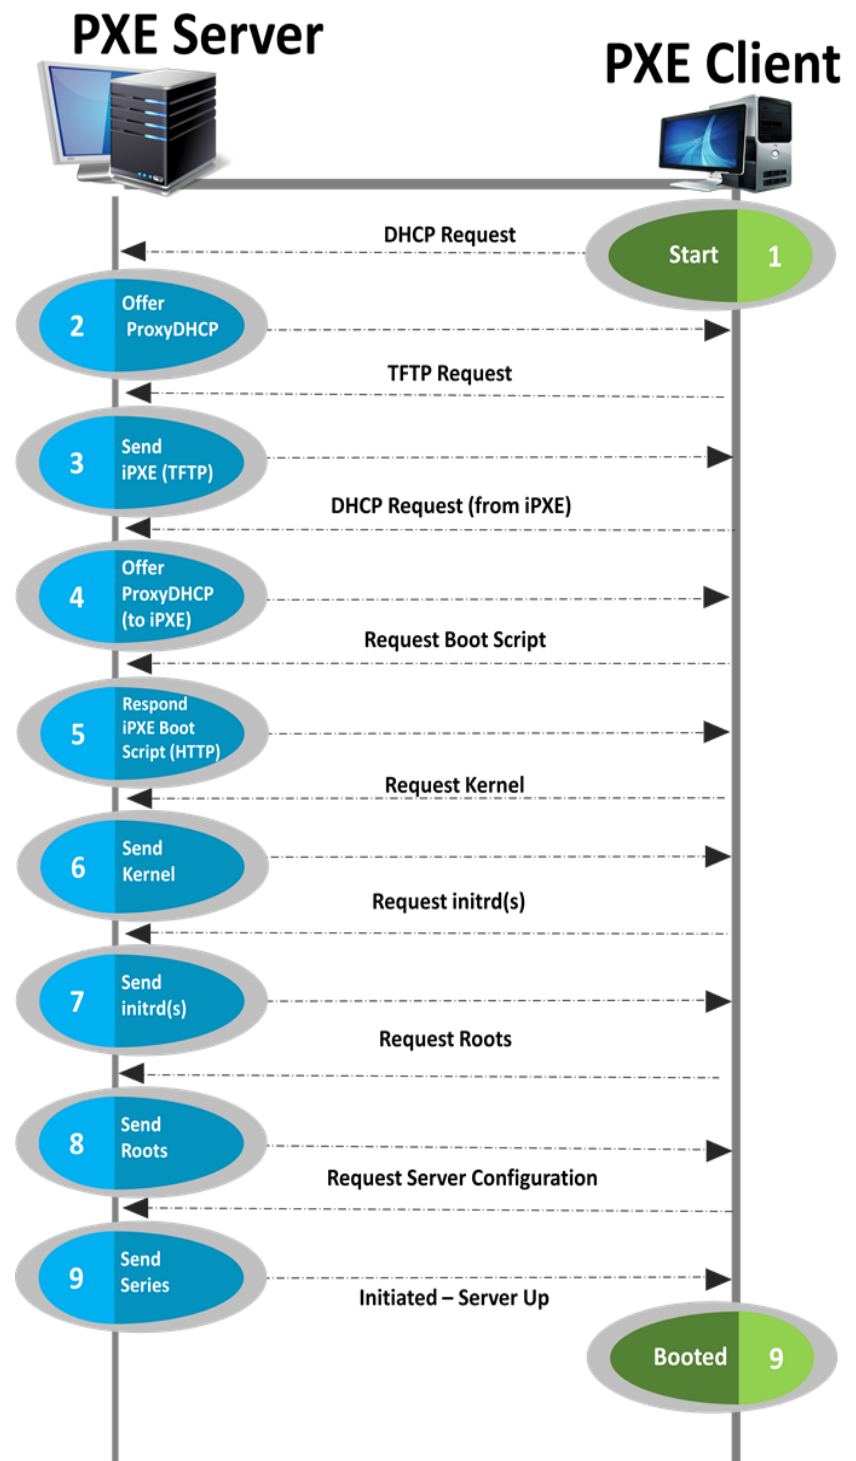 PXE Server
PXE Client
DHCP Request
Start 1
2
Offer
ProxyDHCP
TFTP Request
3
Send
iPXE (TFTP)
DHCP Request (from iPXE)
4
Offer
ProxyDHCP
(to iPXE)
Request Boot Script
5
Respond
iPXE Boot
Script (HTTP)
Request Kernel
6
Send
Kernel
Request initrd(s)
7
Send
initrd(s)
Request Roots
8
Send
Roots
Request Server Configuration
9
Send
Series
Initiated – Server Up
Booted 9